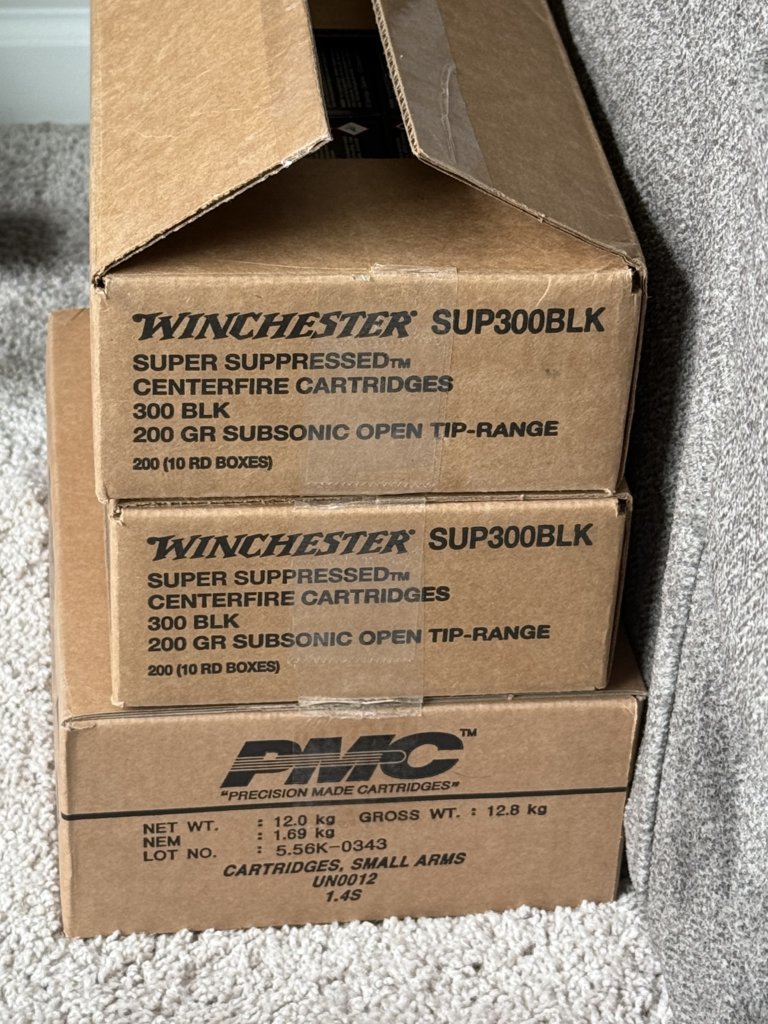 WINCHESTER SUP300BLK
SUPER SUPPRESSED™
CENTERFIRE CARTRIDGES
300 BLK
200 GR SUBSONIC OPEN TIP-RANGE
200 (10 RD BOXES)
WINCHESTER SUP300BLK
SUPER SUPPRESSED™
CENTERFIRE CARTRIDGES
300 BLK
200 GR SUBSONIC OPEN TIP-RANGE
200 (10 RD BOXES)
PMC™
"PRECISION MADE CARTRIDGES"
NET WT. : 12.0 kg GROSS WT. : 12.8 kg
NEM : 1.69 kg
LOT NO. : 5.56K-0343
CARTRIDGES, SMALL ARMS
UN0012
1.4S